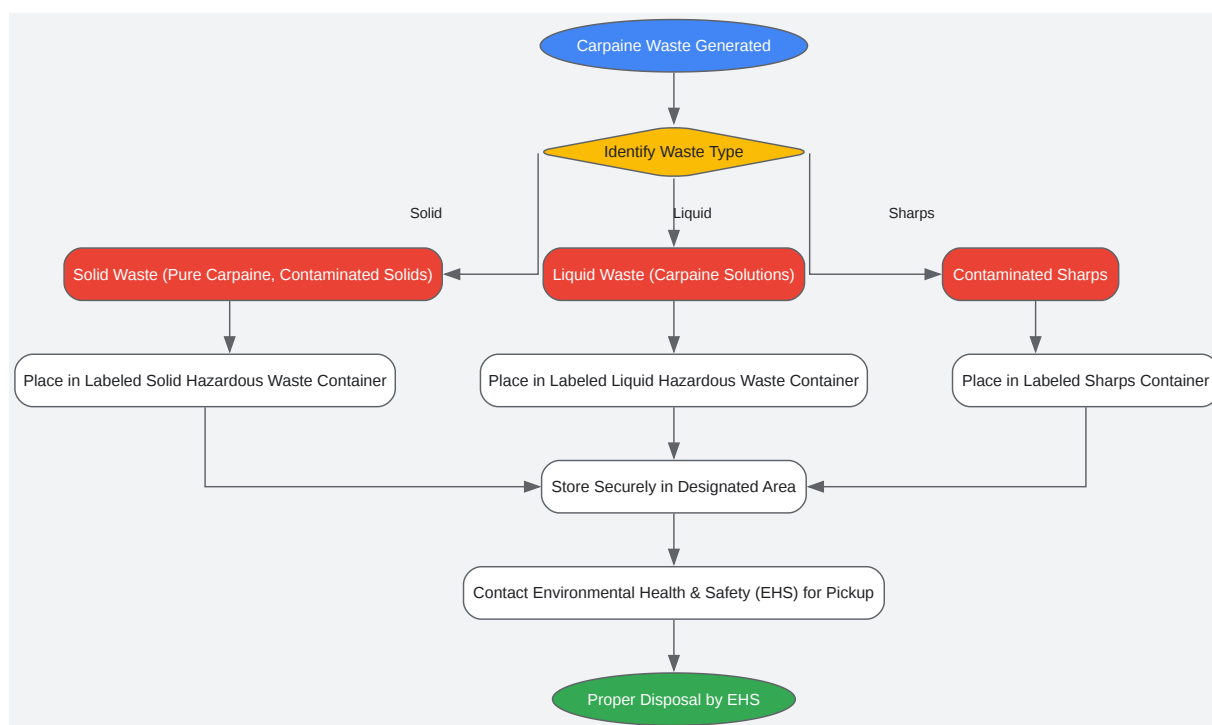 Carpaine Waste Generated
Identify Waste Type
Solid
Liquid
Sharps
Solid Waste (Pure Carpaine, Contaminated Solids)
Liquid Waste (Carpaine Solutions)
Contaminated Sharps
Place in Labeled Solid Hazardous Waste Container
Place in Labeled Liquid Hazardous Waste Container
Place in Labeled Sharps Container
Store Securely in Designated Area
Contact Environmental Health & Safety (EHS) for Pickup
Proper Disposal by EHS